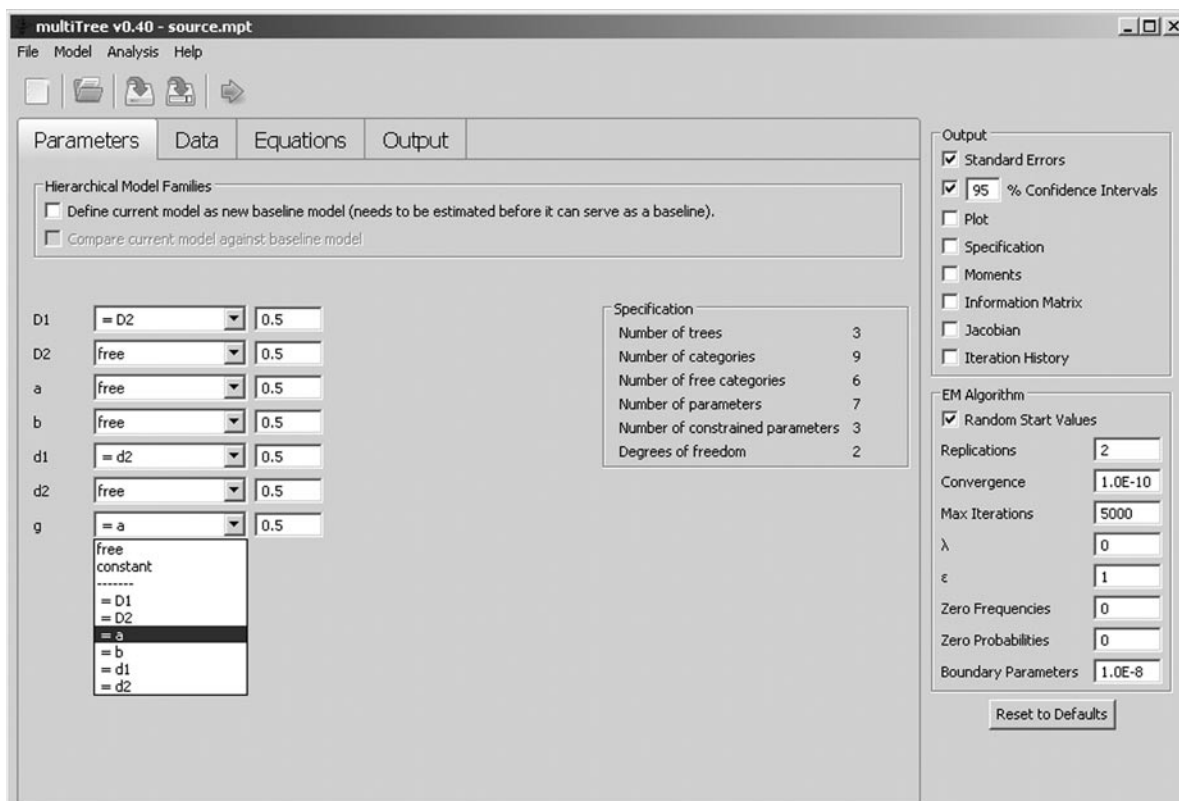 multiTree v0.40 - source.mpt
File Model Analysis Help
Parameters Data Equations Output
Hierarchical Model Families
Define current model as new baseline model (needs to be estimated before it can serve as a baseline).
Compare current model against baseline model
D1 = D2 0.5
D2 free 0.5
a free 0.5
b free 0.5
d1 = d2 0.5
d2 free 0.5
g = a 0.5
free
constant
-------
= D1
= D2
= a
= b
= d1
= d2
Specification
Number of trees 3
Number of categories 9
Number of free categories 6
Number of parameters 7
Number of constrained parameters 3
Degrees of freedom 2
Output
Standard Errors
95 % Confidence Intervals
Plot
Specification
Moments
Information Matrix
Jacobian
Iteration History
EM Algorithm
Random Start Values
Replications 2
Convergence 1.0E-10
Max Iterations 5000
λ 0
ε 1
Zero Frequencies 0
Zero Probabilities 0
Boundary Parameters 1.0E-8
Reset to Defaults